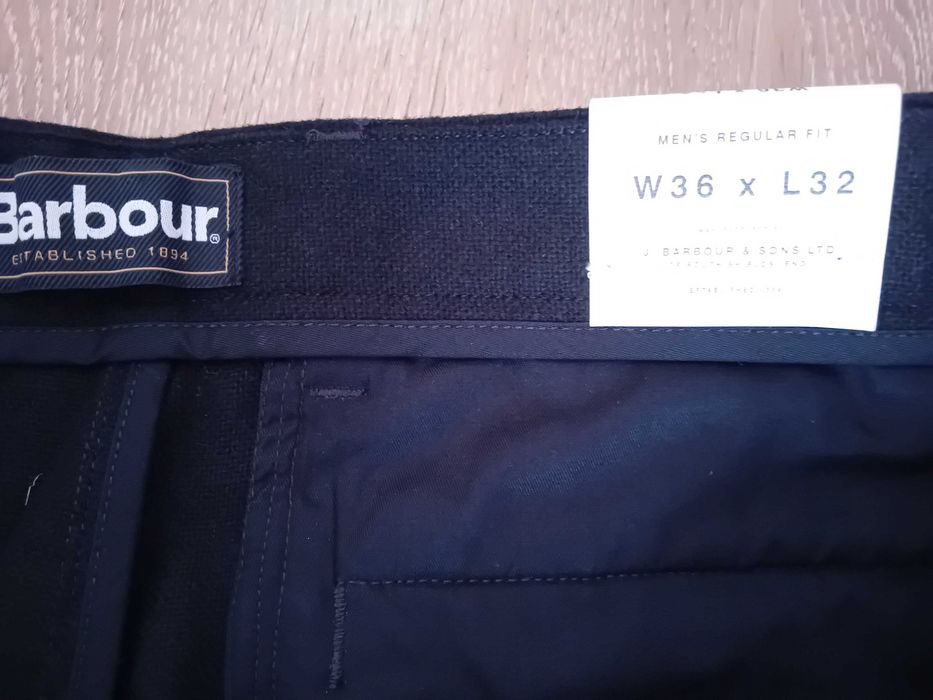 Barbour®
ESTABLISHED 1894
MEN'S REGULAR FIT
W36 x L32
J. BARBOUR & SONS LTD